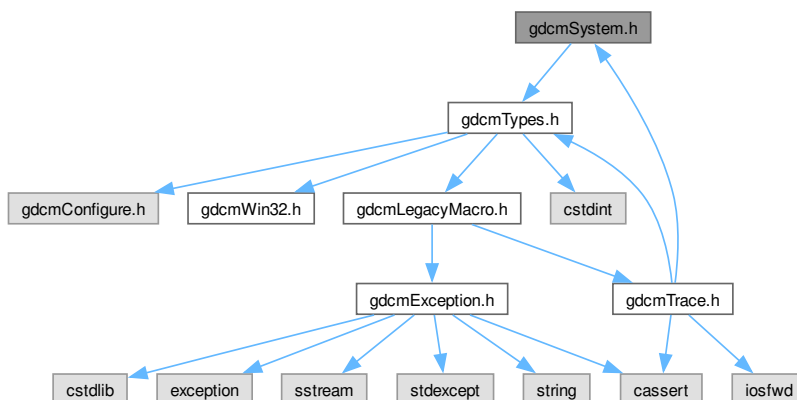 gdcmSystem.h
gdcmTypes.h
gdcmConfigure.h
gdcmWin32.h
gdcmLegacyMacro.h
cstdint
gdcmException.h
gdcmTrace.h
cstdlib
exception
sstream
stdexcept
string
cassert
iosfwd